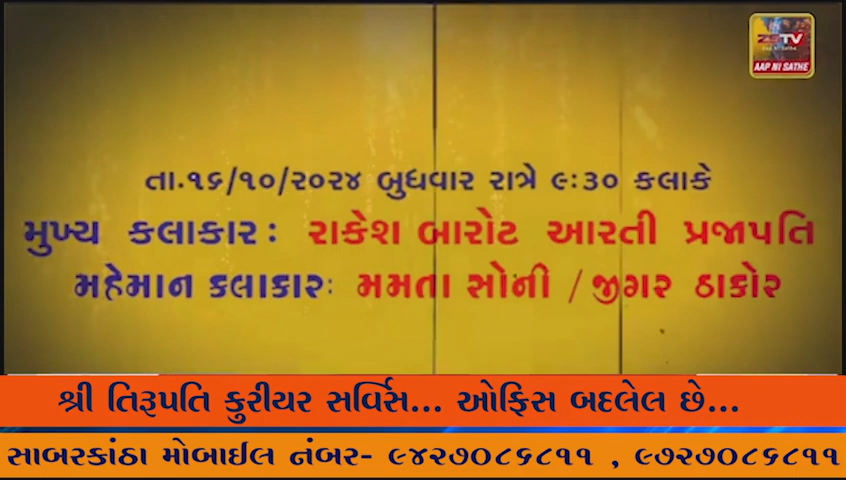 ZSTV
AAP NI SATHE
તા.૧૬/૧૦/૨૦૨૪ બુધવાર રાત્રે ૯:૩૦ કલાકે
મુખ્ય કલાકાર: રાકેશ બારોટ આરતી પ્રજાપતિ
મહેમાન કલાકાર: મમતા સોની / જીગર ઠાકોર
શ્રી તિરૂપતિ કુરીયર સર્વિસ... ઓફિસ બદલેલ છે...
સાબરકાંઠા મોબાઈલ નંબર- ૯૪૨૭૦૮૬૮૧૧ , ૯૭૨૭૦૮૬૮૧૧